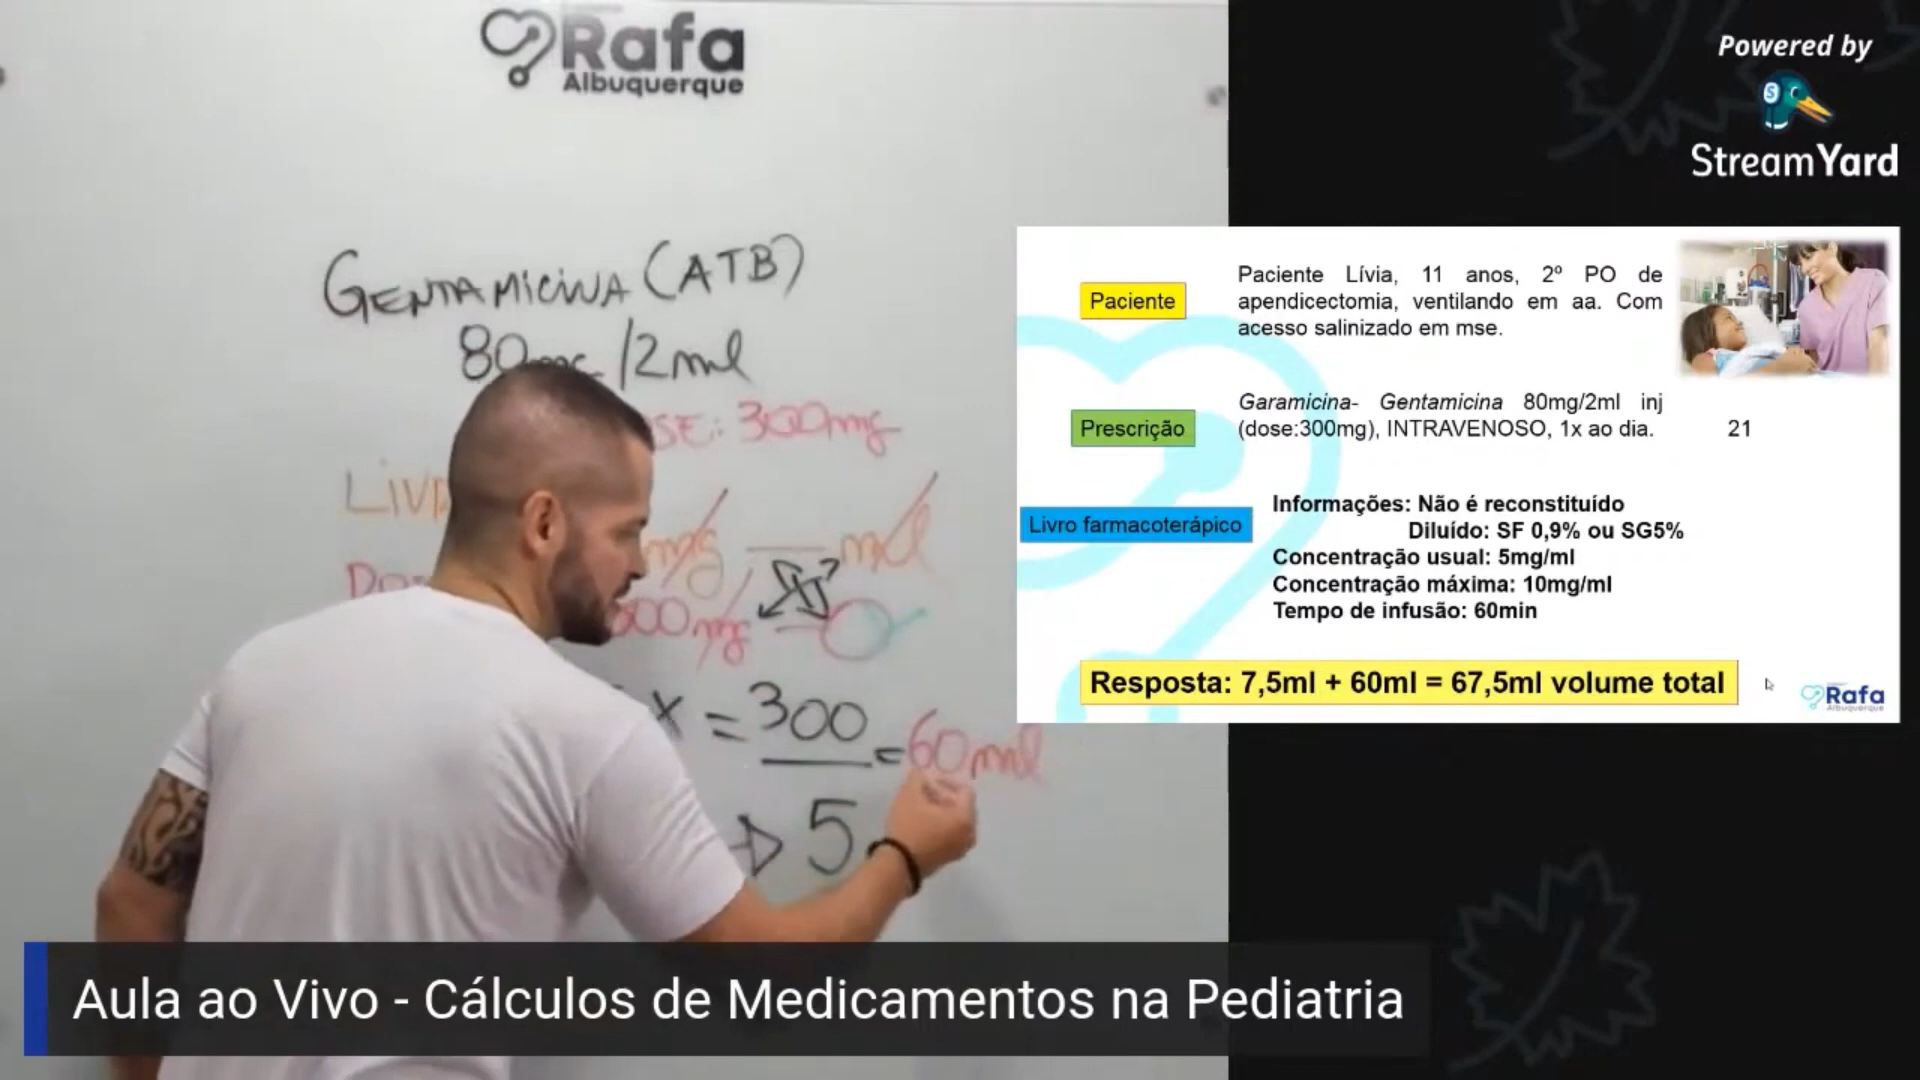 Rafa
Albuquerque
GENTAMICINA (ATB)
80mg /2ml
300mg
mg ml
300mg
x = 300 = 60ml
5
Powered by
StreamYard
Paciente
Paciente Lívia, 11 anos, 2º PO de
apendicectomia, ventilando em aa. Com
acesso salinizado em mse.
Prescrição
Garamicina- Gentamicina 80mg/2ml inj
(dose:300mg), INTRAVENOSO, 1x ao dia.
21
Livro farmacoterápico
Informações: Não é reconstituído
Diluído: SF 0,9% ou SG5%
Concentração usual: 5mg/ml
Concentração máxima: 10mg/ml
Tempo de infusão: 60min
Resposta: 7,5ml + 60ml = 67,5ml volume total
Rafa
Albuquerque
Aula ao Vivo - Cálculos de Medicamentos na Pediatria